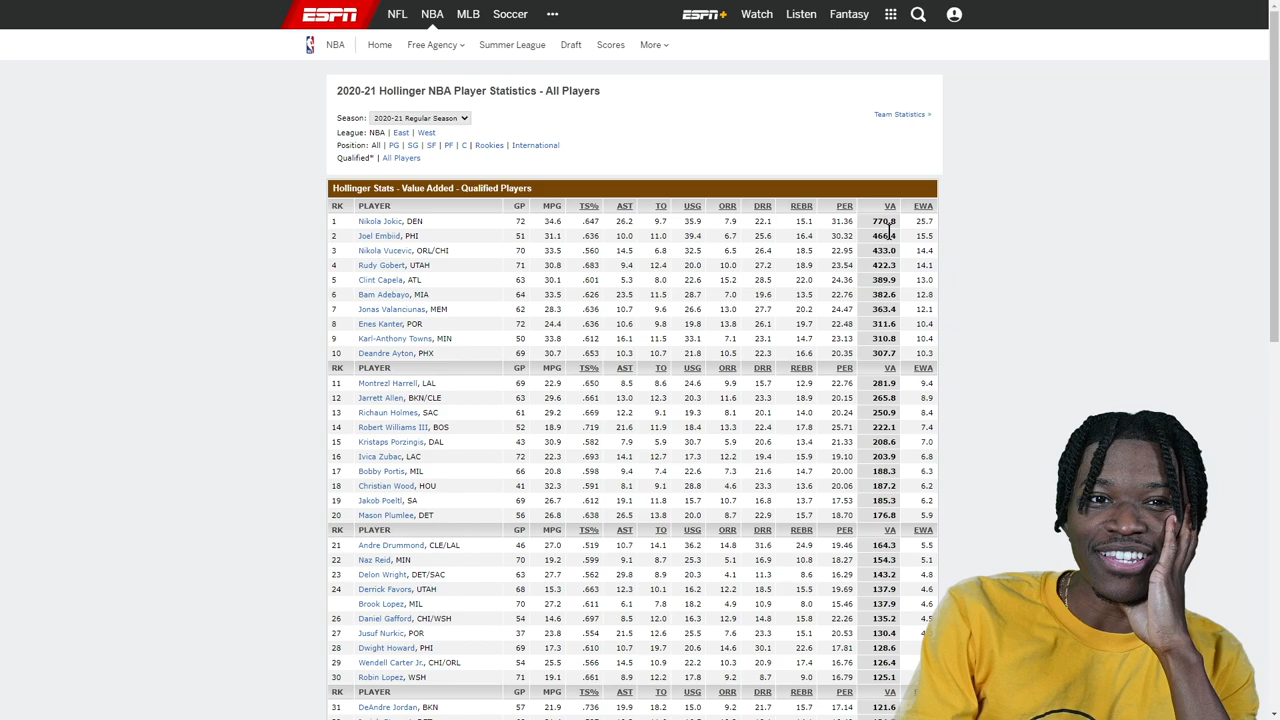 ESPN NFL NBA MLB Soccer ••• ESPN+ Watch Listen Fantasy
NBA Home Free Agency Summer League Draft Scores More
2020-21 Hollinger NBA Player Statistics - All Players
Season: 2020-21 Regular Season Team Statistics »
League: NBA | East | West
Position: All | PG | SG | SF | PF | C | Rookies | International
Qualified* | All Players
Hollinger Stats - Value Added - Qualified Players
RK PLAYER GP MPG TS% AST TO USG ORR DRR REBR PER VA EWA
1 Nikola Jokic, DEN 72 34.6 .647 26.2 9.7 35.9 7.9 22.1 15.1 31.36 770.8 25.7
2 Joel Embiid, PHI 51 31.1 .636 10.0 11.0 39.4 6.7 25.6 16.4 30.32 466.4 15.5
3 Nikola Vucevic, ORL/CHI 70 33.5 .560 14.5 6.8 32.5 6.5 26.4 18.5 22.95 433.0 14.4
4 Rudy Gobert, UTAH 71 30.8 .683 9.4 12.4 20.0 10.0 27.2 18.9 23.54 422.3 14.1
5 Clint Capela, ATL 63 30.1 .601 5.3 8.0 22.6 15.2 28.5 22.0 24.36 389.9 13.0
6 Bam Adebayo, MIA 64 33.5 .626 23.5 11.5 28.7 7.0 19.6 13.5 22.76 382.6 12.8
7 Jonas Valanciunas, MEM 62 28.3 .636 10.7 9.6 26.6 13.0 27.7 20.2 24.47 363.4 12.1
8 Enes Kanter, POR 72 24.4 .636 10.6 9.8 19.8 13.8 26.1 19.7 22.48 311.6 10.4
9 Karl-Anthony Towns, MIN 50 33.8 .612 16.1 11.5 33.1 7.1 23.1 14.7 23.13 310.8 10.4
10 Deandre Ayton, PHX 69 30.7 .653 10.3 10.7 21.8 10.5 22.3 16.6 20.35 307.7 10.3
RK PLAYER GP MPG TS% AST TO USG ORR DRR REBR PER VA EWA
11 Montrezl Harrell, LAL 69 22.9 .650 8.5 8.6 24.6 9.9 15.7 12.9 22.76 281.9 9.4
12 Jarrett Allen, BKN/CLE 63 29.6 .661 13.0 12.3 20.3 11.6 23.3 18.9 20.15 265.8 8.9
13 Richaun Holmes, SAC 61 29.2 .669 12.2 9.1 19.3 8.1 20.1 14.0 20.24 250.9 8.4
14 Robert Williams III, BOS 52 18.9 .719 21.6 11.9 18.4 13.3 22.4 17.8 25.71 222.1 7.4
15 Kristaps Porzingis, DAL 43 30.9 .582 7.9 5.9 30.7 5.9 20.6 13.4 21.33 208.6 7.0
16 Ivica Zubac, LAC 72 22.3 .693 14.1 12.7 17.3 12.2 19.4 15.9 19.10 203.9 6.8
17 Bobby Portis, MIL 66 20.8 .598 9.4 7.4 22.6 7.3 21.6 14.7 20.00 188.3 6.3
18 Christian Wood, HOU 41 32.3 .591 8.1 9.1 28.8 4.6 23.6 13.6 20.06 187.2 6.2
19 Jakob Poeltl, SA 69 26.7 .612 19.1 11.8 15.7 10.7 16.8 13.7 17.53 185.3 6.2
20 Mason Plumlee, DET 56 26.8 .638 26.5 13.8 20.0 8.7 22.9 15.7 18.70 176.8 5.9
RK PLAYER GP MPG TS% AST TO USG ORR DRR REBR PER VA EWA
21 Andre Drummond, CLE/LAL 46 27.0 .519 10.7 14.1 36.2 14.8 31.6 24.9 19.46 164.3 5.5
22 Naz Reid, MIN 70 19.2 .599 9.1 8.7 25.3 5.1 16.9 10.8 18.27 154.3 5.1
23 Delon Wright, DET/SAC 63 27.7 .562 29.8 8.9 20.3 4.1 11.3 8.6 16.29 143.2 4.8
24 Derrick Favors, UTAH 68 15.3 .663 8.3 12.3 10.1 16.2 12.2 18.5 15.5 19.69 137.9 4.6
Brook Lopez, MIL 70 27.2 .611 6.1 7.8 18.2 4.9 10.9 8.0 15.46 137.9 4.6
26 Daniel Gafford, CHI/WSH 54 14.6 .697 8.5 12.0 16.3 12.9 14.8 15.8 22.26 135.2
27 Jusuf Nurkic, POR 37 23.8 .554 21.5 12.6 25.5 7.6 23.3 15.1 20.53 130.4
28 Dwight Howard, PHI 69 17.3 .610 10.7 19.7 20.6 14.6 30.1 22.6 17.81 128.6
29 Wendell Carter Jr., CHI/ORL 54 25.5 .566 14.5 10.9 22.2 10.3 20.9 17.4 16.76 126.4
30 Robin Lopez, WSH 71 19.1 .661 8.9 12.2 17.8 9.2 8.7 9.0 16.79 125.1
RK PLAYER GP MPG TS% AST TO USG ORR DRR REBR PER VA
31 DeAndre Jordan, BKN 57 21.9 .736 19.9 18.2 15.0 9.2 21.7 15.7 17.14 121.6